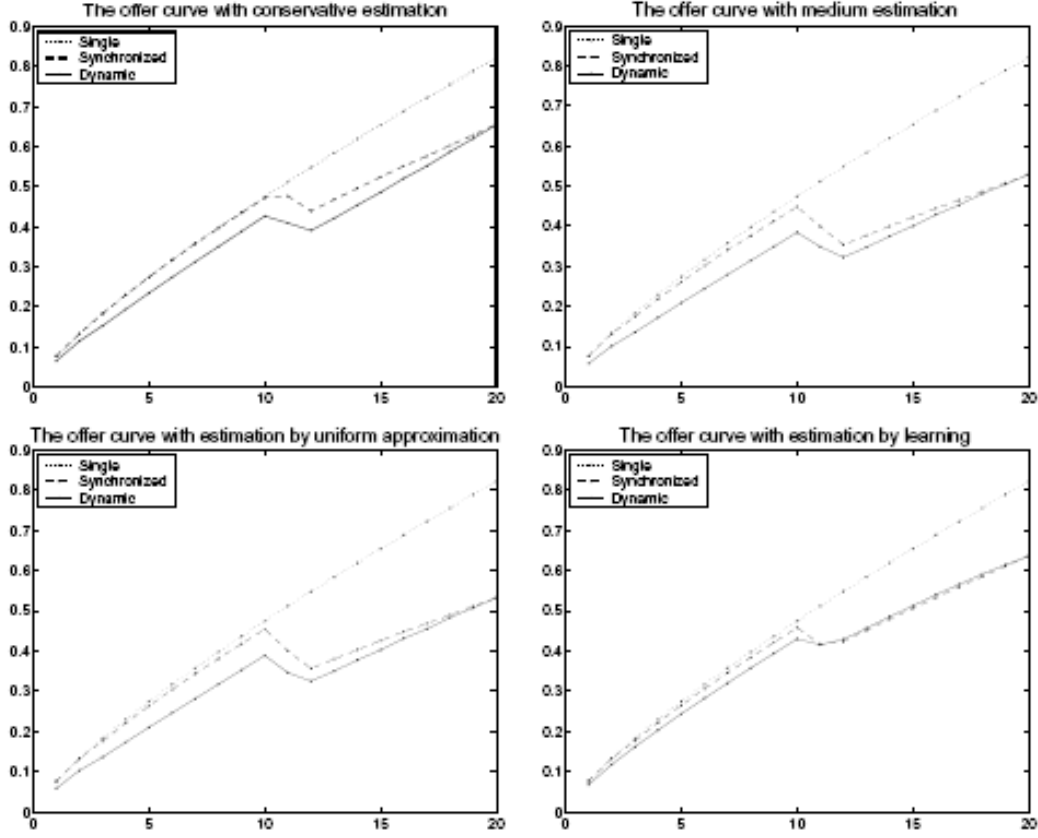 The offer curve with conservative estimation
0.9
0.8
0.7
0.6
0.5
0.4
0.3
0.2
0.1
0
Single
Synchronized
Dynamic
0 5 10 15 20
The offer curve with medium estimation
0.9
0.8
0.7
0.6
0.5
0.4
0.3
0.2
0.1
0
Single
Synchronized
Dynamic
0 5 10 15 20
The offer curve with estimation by uniform approximation
0.9
0.8
0.7
0.6
0.5
0.4
0.3
0.2
0.1
0
Single
Synchronized
Dynamic
0 5 10 15 20
The offer curve with estimation by learning
0.9
0.8
0.7
0.6
0.5
0.4
0.3
0.2
0.1
0
Single
Synchronized
Dynamic
0 5 10 15 20